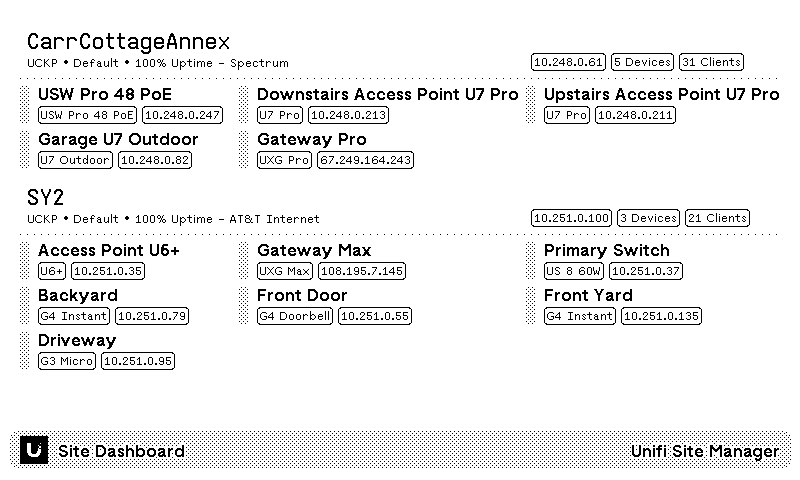 CarrCottageAnnex
UCKP • Default • 100% Uptime – Spectrum 10.248.0.61 5 Devices 31 Clients
USW Pro 48 PoE Downstairs Access Point U7 Pro Upstairs Access Point U7 Pro
USW Pro 48 PoE 10.248.0.247 U7 Pro 10.248.0.213 U7 Pro 10.248.0.211
Garage U7 Outdoor Gateway Pro
U7 Outdoor 10.248.0.82 UXG Pro 67.249.164.243
SY2
UCKP • Default • 100% Uptime – AT&T Internet 10.251.0.100 3 Devices 21 Clients
Access Point U6+ Gateway Max Primary Switch
U6+ 10.251.0.35 UXG Max 108.195.7.145 US 8 60W 10.251.0.37
Backyard Front Door Front Yard
G4 Instant 10.251.0.79 G4 Doorbell 10.251.0.55 G4 Instant 10.251.0.135
Driveway
G3 Micro 10.251.0.95
U Site Dashboard Unifi Site Manager